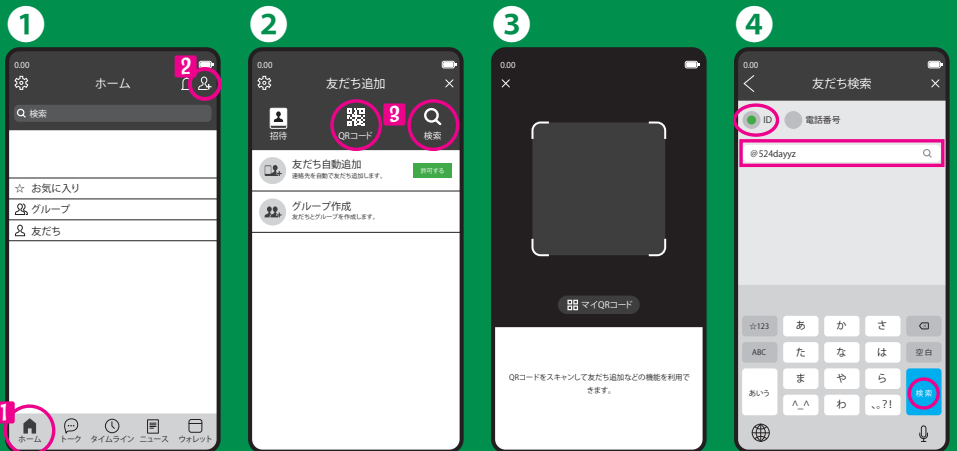 1
2
3
4
0.00
2
ホーム
検索
☆ お気に入り
グループ
友だち
1
ホーム
トーク
タイムライン
ニュース
ウォレット
0.00
友だち追加
×
招待
QRコード
3
検索
友だち自動追加
連絡先を自動で友だち追加します。
許可する
グループ作成
友だちとグループを作成します。
0.00
×
マイQRコード
QRコードをスキャンして友だち追加などの機能を利用で
きます。
0.00
友だち検索
×
ID
電話番号
@524dayyz
☆123 あ か さ
ABC た な は 空白
あいう ま や ら 検索
^_^ わ 、。?!